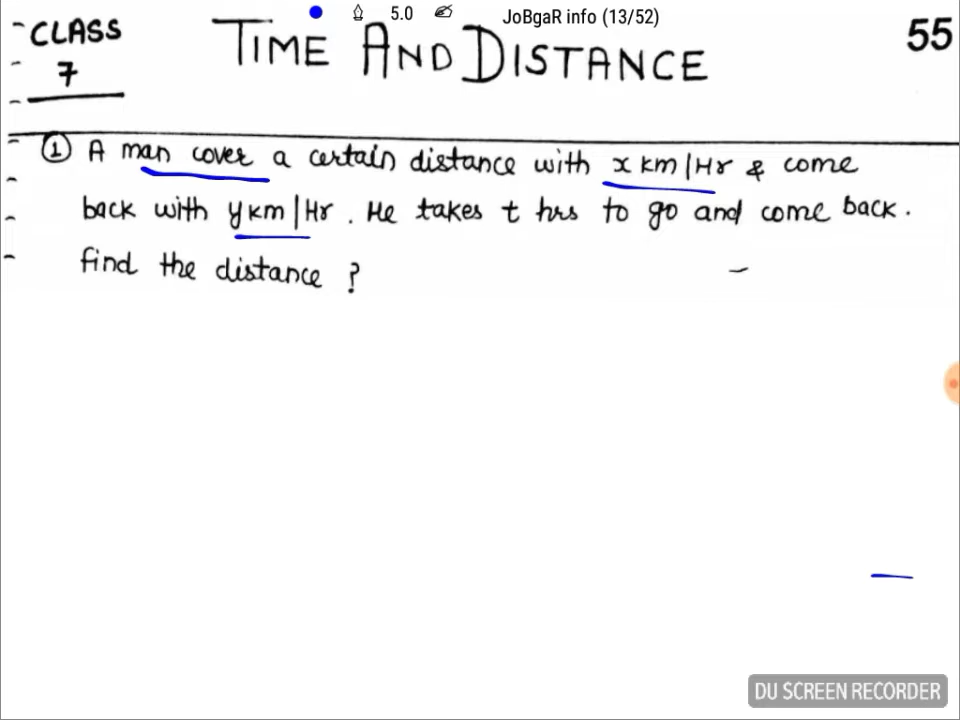 5.0 JoBgaR info (13/52)
CLASS
7
TIME AND DISTANCE
55
① A man cover a certain distance with x km/Hr & come
back with y km/Hr. He takes t hrs to go and come back.
find the distance ?
DU SCREEN RECORDER